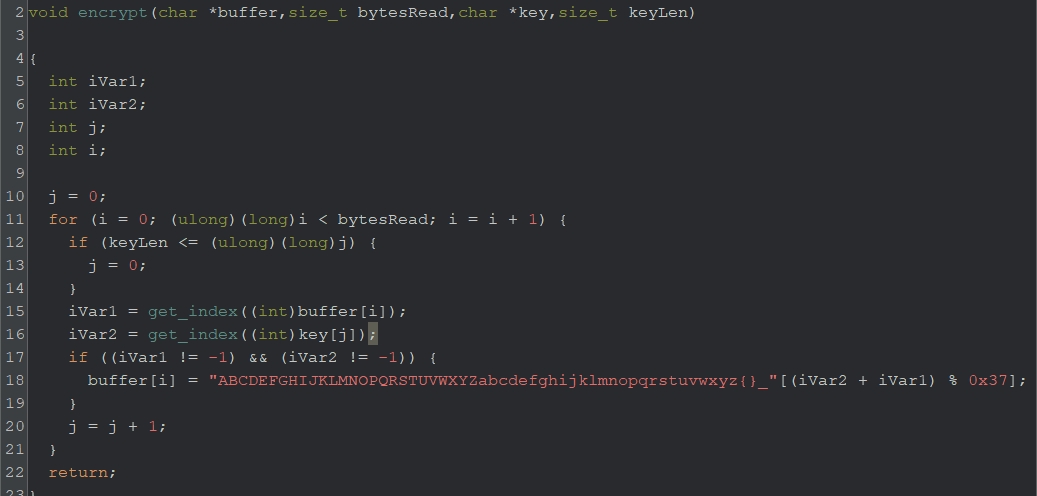 2 void encrypt(char *buffer,size_t bytesRead,char *key,size_t keyLen)
3
4 {
5   int iVar1;
6   int iVar2;
7   int j;
8   int i;
9
10   j = 0;
11   for (i = 0; (ulong)(long)i < bytesRead; i = i + 1) {
12     if (keyLen <= (ulong)(long)j) {
13       j = 0;
14     }
15     iVar1 = get_index((int)buffer[i]);
16     iVar2 = get_index((int)key[j]);
17     if ((iVar1 != -1) && (iVar2 != -1)) {
18       buffer[i] = "ABCDEFGHIJKLMNOPQRSTUVWXYZabcdefghijklmnopqrstuvwxyz{}_"[(iVar2 + iVar1) % 0x37];
19     }
20     j = j + 1;
21   }
22   return;
23 }